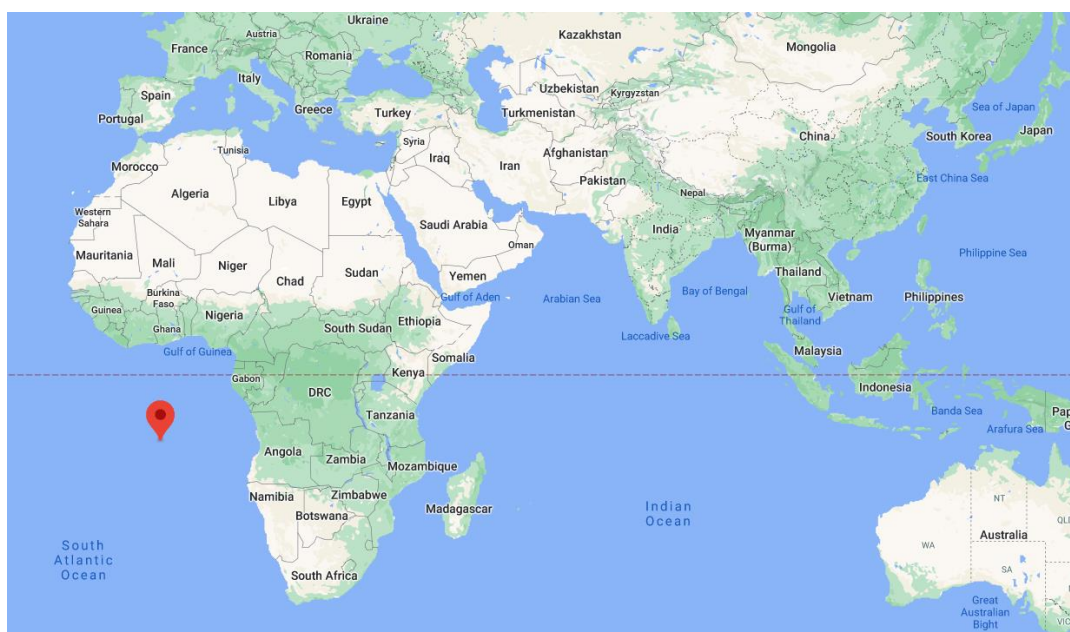 Ukraine
Austria
France
Romania
Italy
Kazakhstan
Mongolia
Spain
Portugal
Greece
Turkey
Uzbekistan
Kyrgyzstan
Turkmenistan
Sea of Japan
Japan
South Korea
China
Syria
Tunisia
Morocco
Iraq
Iran
Afghanistan
Pakistan
East China Sea
Nepal
Algeria
Libya
Egypt
Western
Sahara
Saudi Arabia
Oman
India
Myanmar
(Burma)
Mauritania
Mali
Niger
Chad
Sudan
Yemen
Thailand
Philippine Sea
Burkina
Faso
Guinea
Ghana
Nigeria
Gulf of Aden
Arabian Sea
Bay of Bengal
Vietnam
Philippines
South Sudan
Ethiopia
Laccadive Sea
Gulf of
Thailand
Gulf of Guinea
Somalia
Malaysia
Gabon
DRC
Kenya
Indonesia
Tanzania
Banda Sea
Pap
Arafura Sea
G
Angola
Zambia
Mozambique
Namibia
Zimbabwe
Botswana
Madagascar
Indian
Ocean
NT
QL
Australia
South
Atlantic
Ocean
WA
SA
South Africa
Great
Australian
Bight
VIC